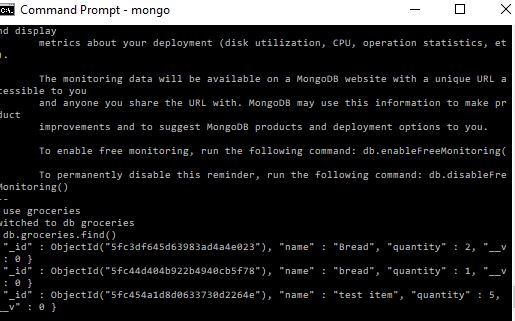 Command Prompt - mongo
nd display
metrics about your deployment (disk utilization, CPU, operation statistics, et
).
The monitoring data will be available on a MongoDB website with a unique URL a
cessible to you
and anyone you share the URL with. MongoDB may use this information to make pr
duct
improvements and to suggest MongoDB products and deployment options to you.
To enable free monitoring, run the following command: db.enableFreeMonitoring(
To permanently disable this reminder, run the following command: db.disableFre
Monitoring()
--
use groceries
witched to db groceries
db.groceries.find()
"_id" : ObjectId("5fc3df645d63983ad4a4e023"), "name" : "Bread", "quantity" : 2, "__v
: 0 }
"_id" : ObjectId("5fc44d404b922b4940cb5f78"), "name" : "bread", "quantity" : 1, "__v
: 0 }
"_id" : ObjectId("5fc454a1d8d0633730d2264e"), "name" : "test item", "quantity" : 5,
__v" : 0 }